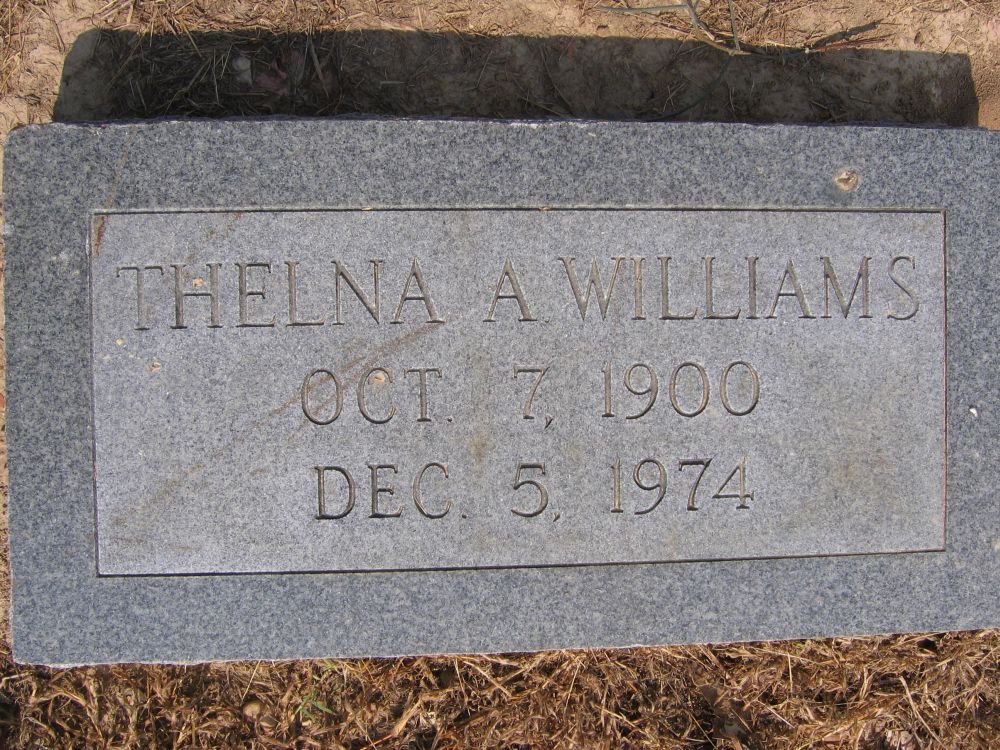 THELNA A. WILLIAMS
OCT. 7, 1900
DEC. 5, 1974